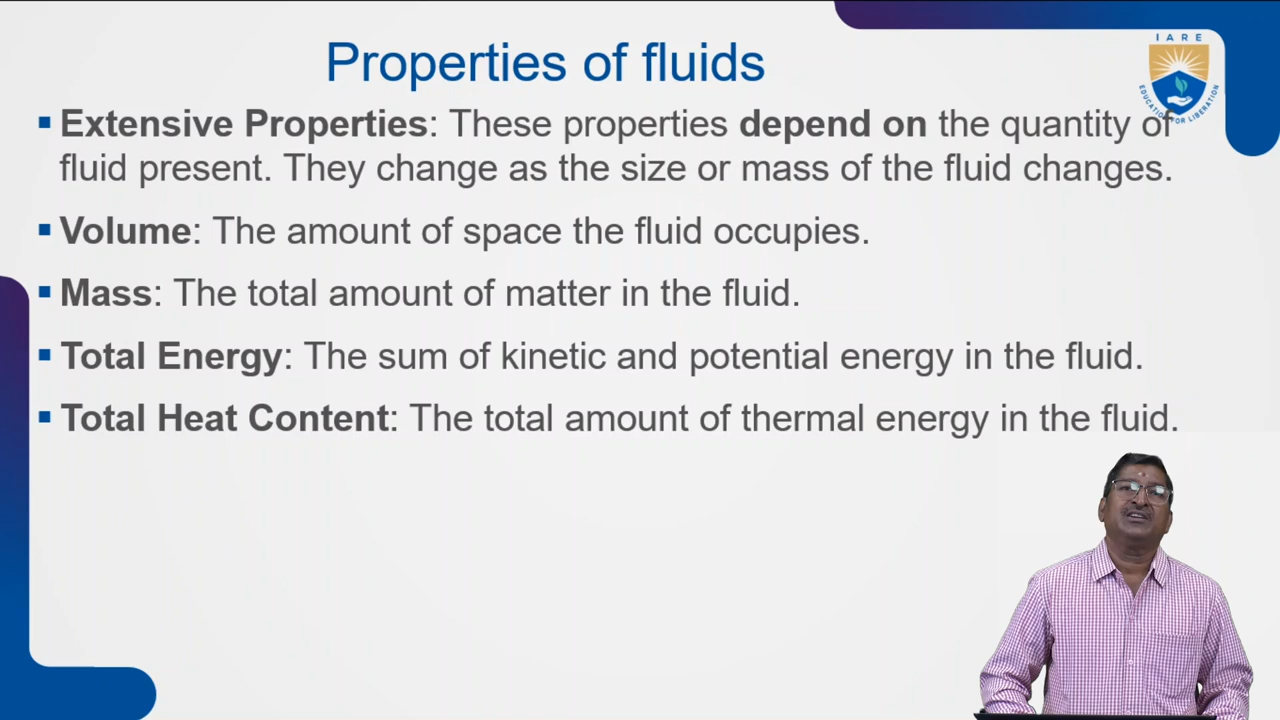 IARE
EDUCATION FOR LIBERATION
Properties of fluids
▪ Extensive Properties: These properties depend on the quantity of
fluid present. They change as the size or mass of the fluid changes.
▪ Volume: The amount of space the fluid occupies.
▪ Mass: The total amount of matter in the fluid.
▪ Total Energy: The sum of kinetic and potential energy in the fluid.
▪ Total Heat Content: The total amount of thermal energy in the fluid.